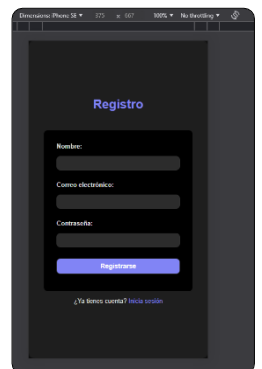 Dimensions: iPhone SE ▼ 375 × 667 100% ▼ No throttling ▼
Registro
Nombre:
Correo electrónico:
Contraseña:
Registrarse
¿Ya tienes cuenta? Inicia sesión